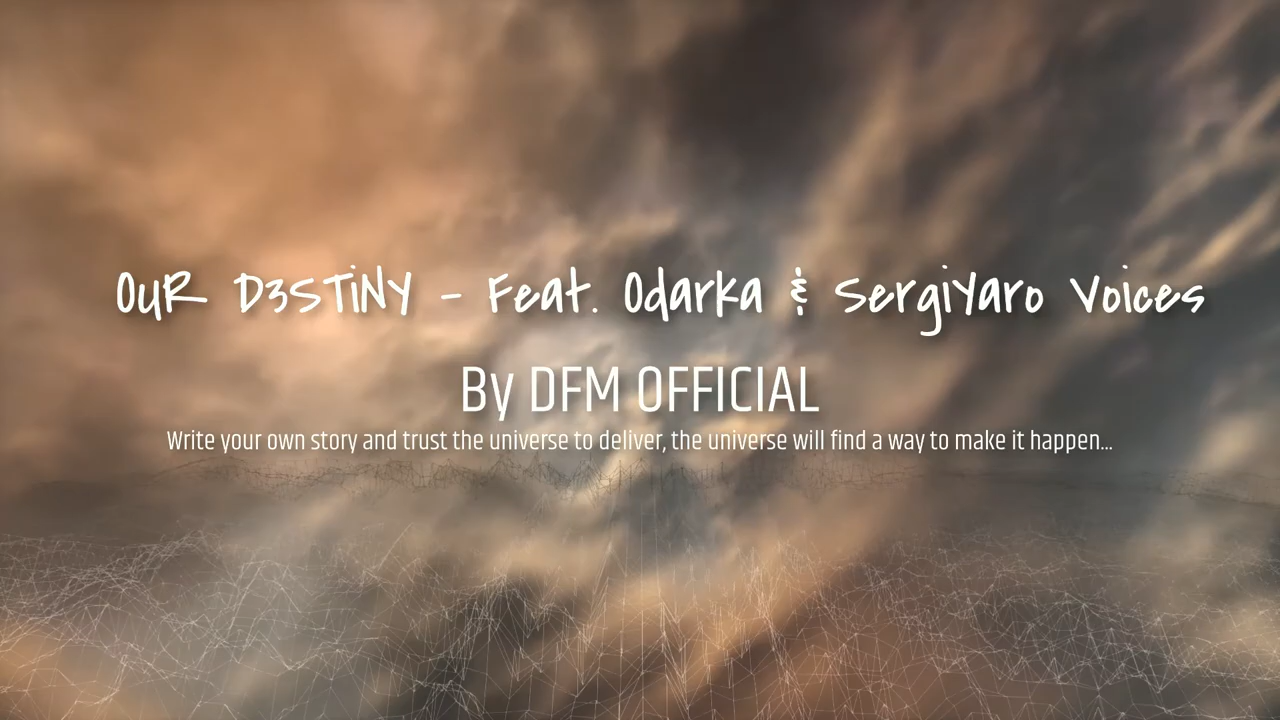 OUR D3STiNY - Feat. Odarka & SergiYaro Voices
By DFM OFFICIAL
Write your own story and trust the universe to deliver, the universe will find a way to make it happen...